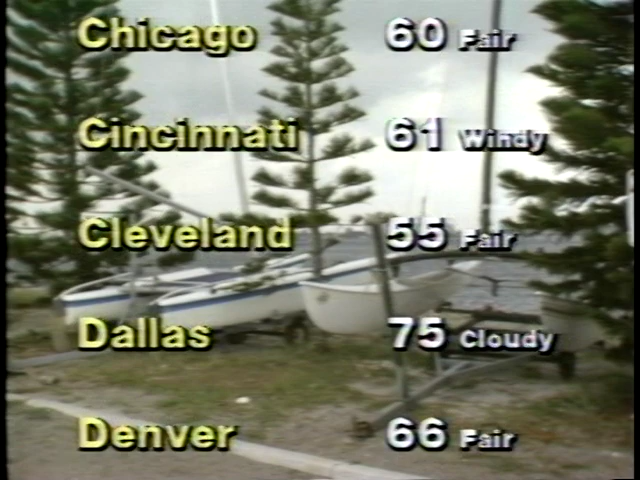 Chicago 60 Fair
Cincinnati 61 Windy
Cleveland 55 Fair
Dallas 75 Cloudy
Denver 66 Fair